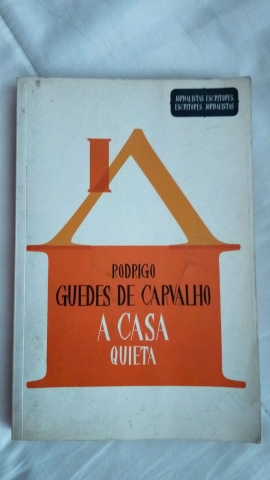 JORNALISTAS ESCRITORES
ESCRITORES JORNALISTAS
RODRIGO
GUEDES DE CARVALHO
A CASA
QUIETA